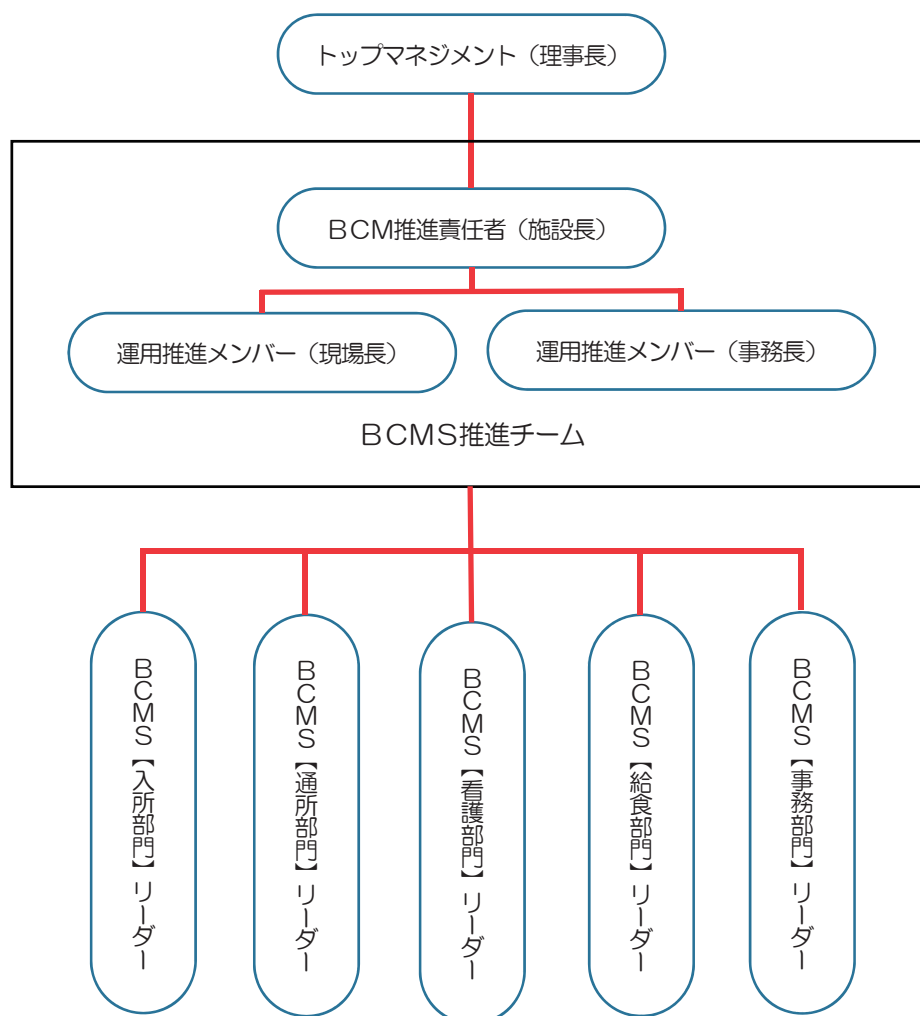 トップマネジメント（理事長）
ＢＣＭ推進責任者（施設長）
運用推進メンバー（現場長）
運用推進メンバー（事務長）
ＢＣＭＳ推進チーム
ＢＣＭＳ【入所部門】リーダー
ＢＣＭＳ【通所部門】リーダー
ＢＣＭＳ【看護部門】リーダー
ＢＣＭＳ【給食部門】リーダー
ＢＣＭＳ【事務部門】リーダー